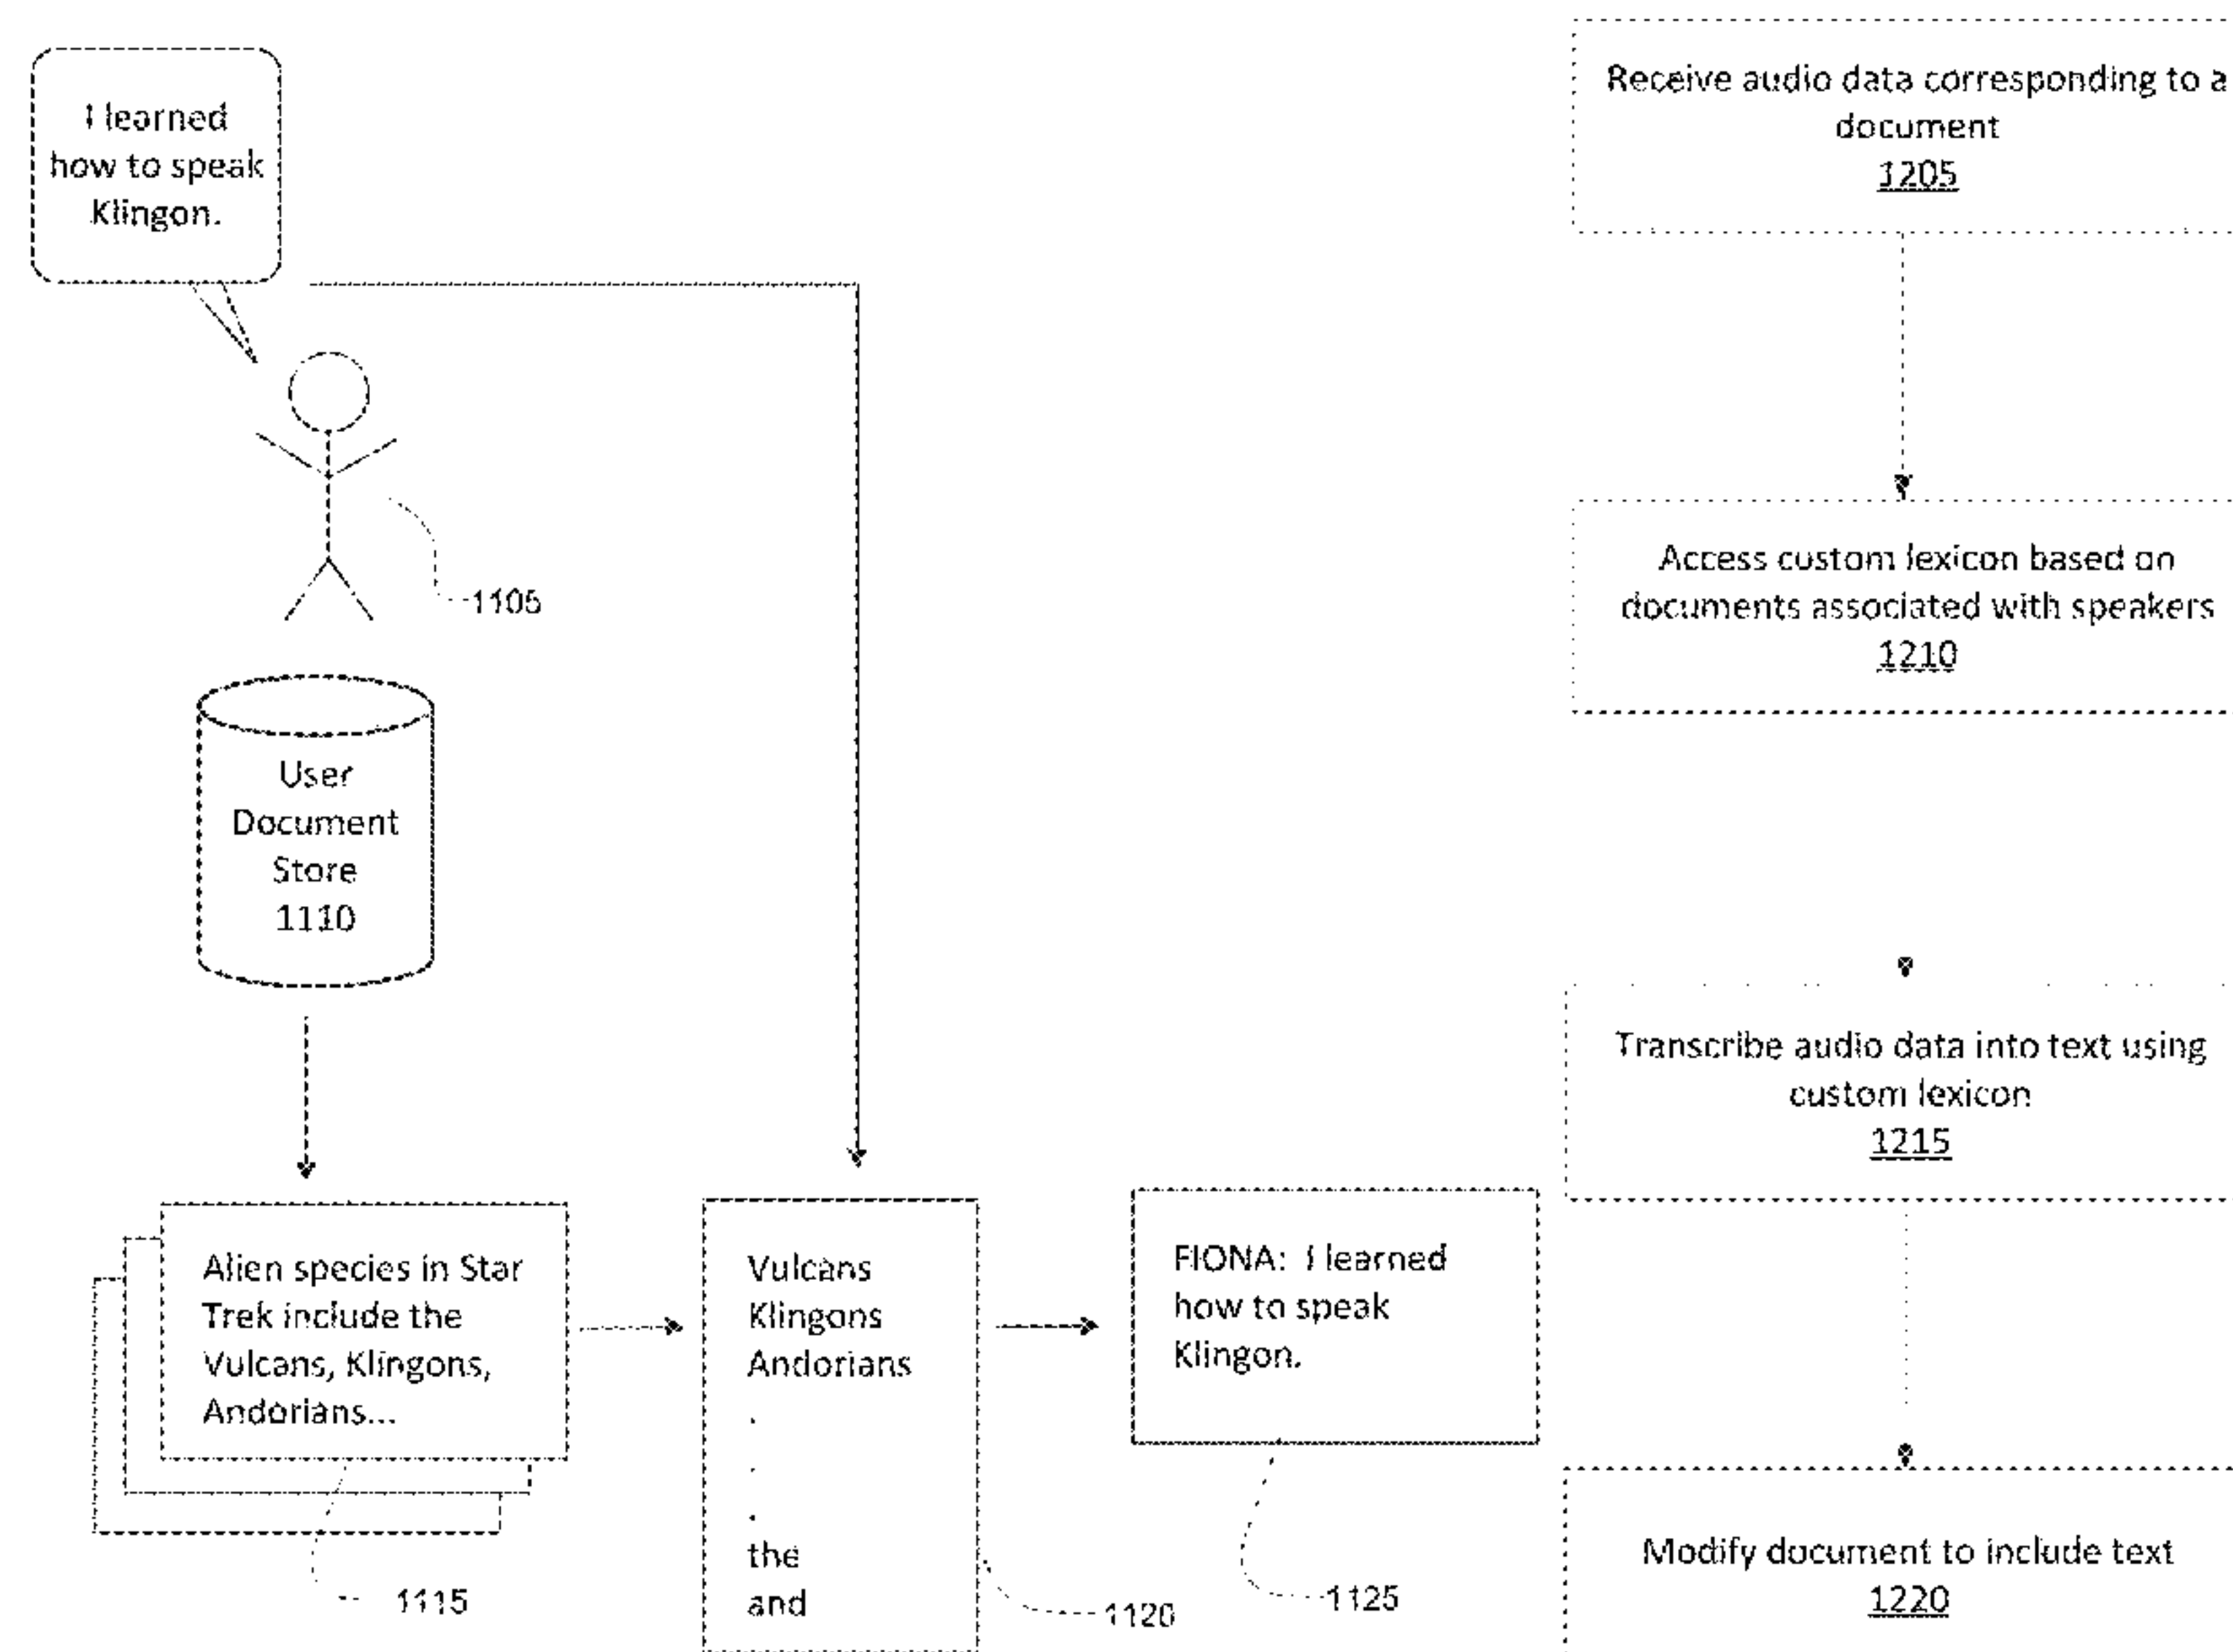 I learned
how to speak
Klingon.
1105
User
Document
Store
1110
Alien species in Star
Trek include the
Vulcans, Klingons,
Andorians...
1115
Vulcans
Klingons
Andorians
.
.
.
the
and
1120
FIONA: I learned
how to speak
Klingon.
1125
Receive audio data corresponding to a
document
1205
Access custom lexicon based on
documents associated with speakers
1210
Transcribe audio data into text using
custom lexicon
1215
Modify document to include text
1220